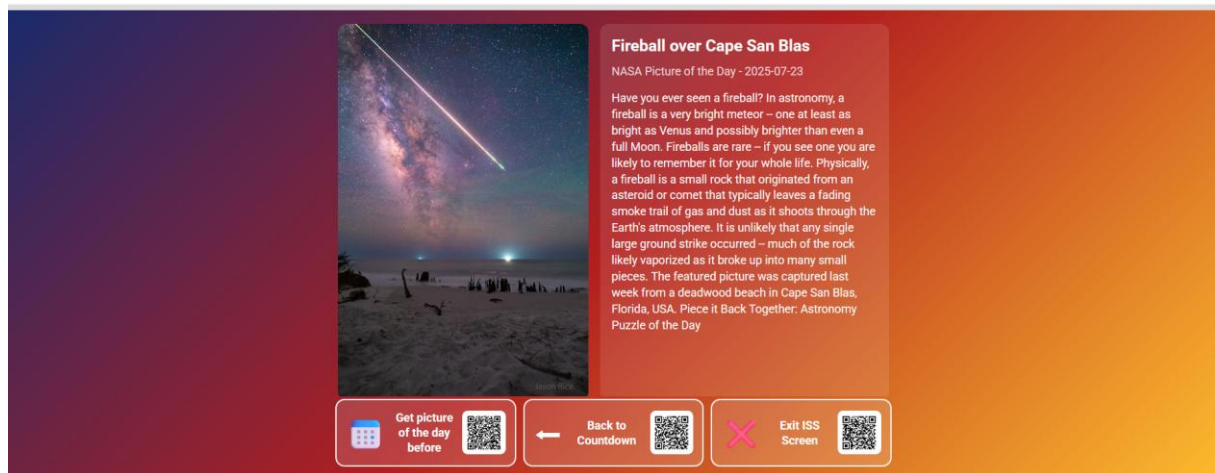 Fireball over Cape San Blas
NASA Picture of the Day - 2025-07-23
Have you ever seen a fireball? In astronomy, a
fireball is a very bright meteor – one at least as
bright as Venus and possibly brighter than even a
full Moon. Fireballs are rare – if you see one you are
likely to remember it for your whole life. Physically,
a fireball is a small rock that originated from an
asteroid or comet that typically leaves a fading
smoke trail of gas and dust as it shoots through the
Earth's atmosphere. It is unlikely that any single
large ground strike occurred – much of the rock
likely vaporized as it broke up into many small
pieces. The featured picture was captured last
week from a deadwood beach in Cape San Blas,
Florida, USA. Piece it Back Together: Astronomy
Puzzle of the Day
Jason Rice
Get picture
of the day
before
Back to
Countdown
Exit ISS
Screen